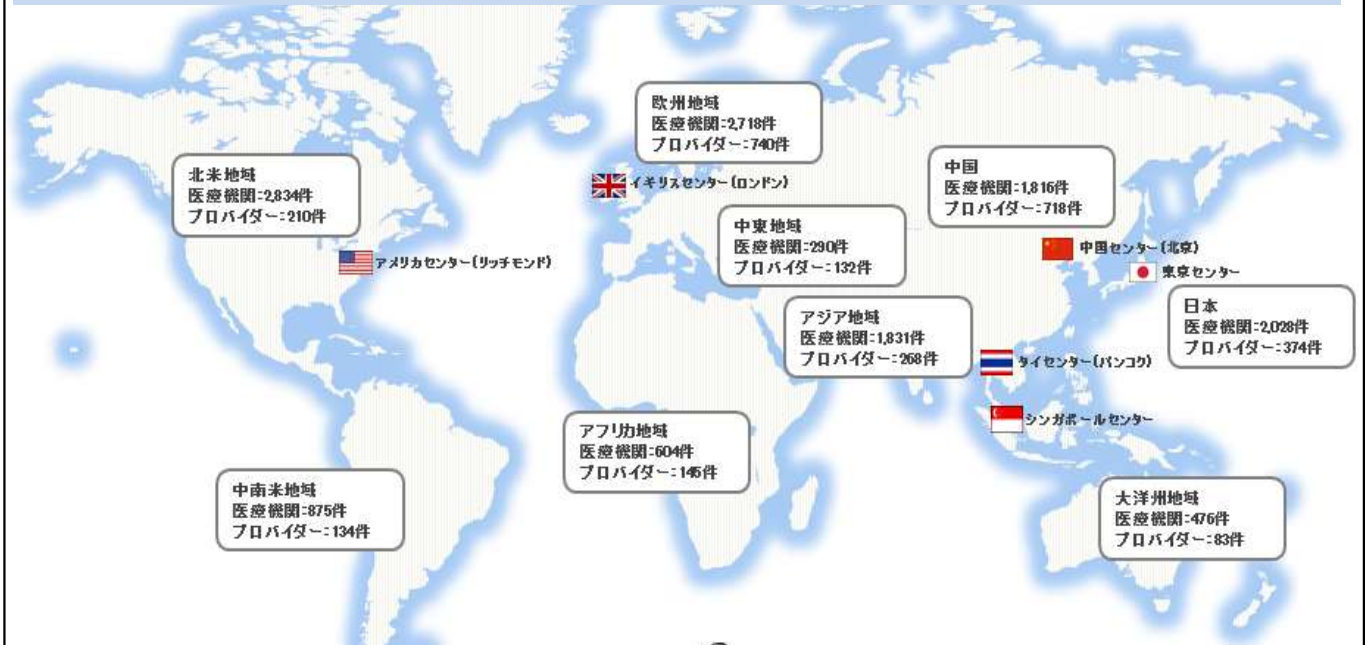 欧州地域
医療機関:2,718件
プロバイダー:740件
北米地域
医療機関:2,834件
プロバイダー:210件
中国
医療機関:1,816件
プロバイダー:718件
イギリスセンター(ロンドン)
中東地域
医療機関:290件
プロバイダー:132件
アメリカセンター(リッチモンド)
中国センター(北京)
東京センター
日本
医療機関:2,028件
プロバイダー:374件
アジア地域
医療機関:1,831件
プロバイダー:268件
タイセンター(バンコク)
シンガポールセンター
アフリカ地域
医療機関:604件
プロバイダー:145件
中南米地域
医療機関:875件
プロバイダー:134件
大洋州地域
医療機関:476件
プロバイダー:83件